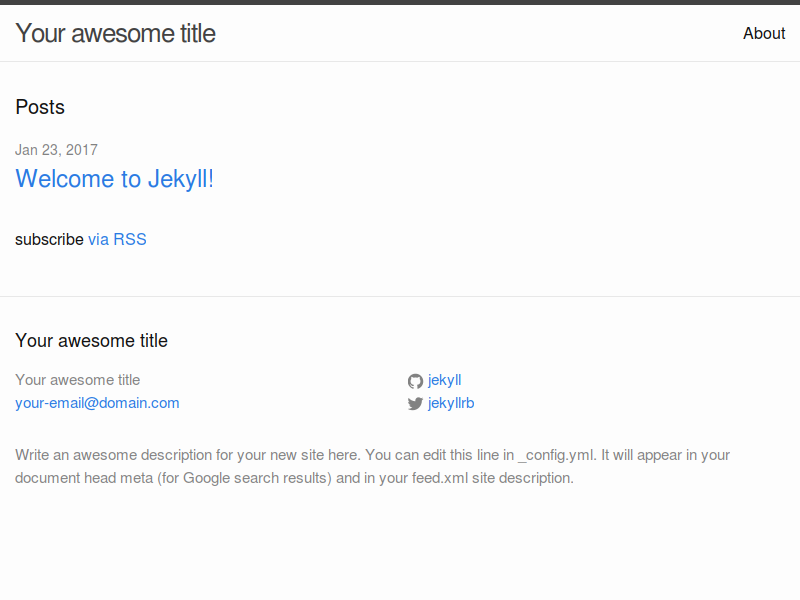 Your awesome title
About
Posts
Jan 23, 2017
Welcome to Jekyll!
subscribe via RSS
Your awesome title
Your awesome title
your-email@domain.com
jekyll
jekyllrb
Write an awesome description for your new site here. You can edit this line in _config.yml. It will appear in your
document head meta (for Google search results) and in your feed.xml site description.